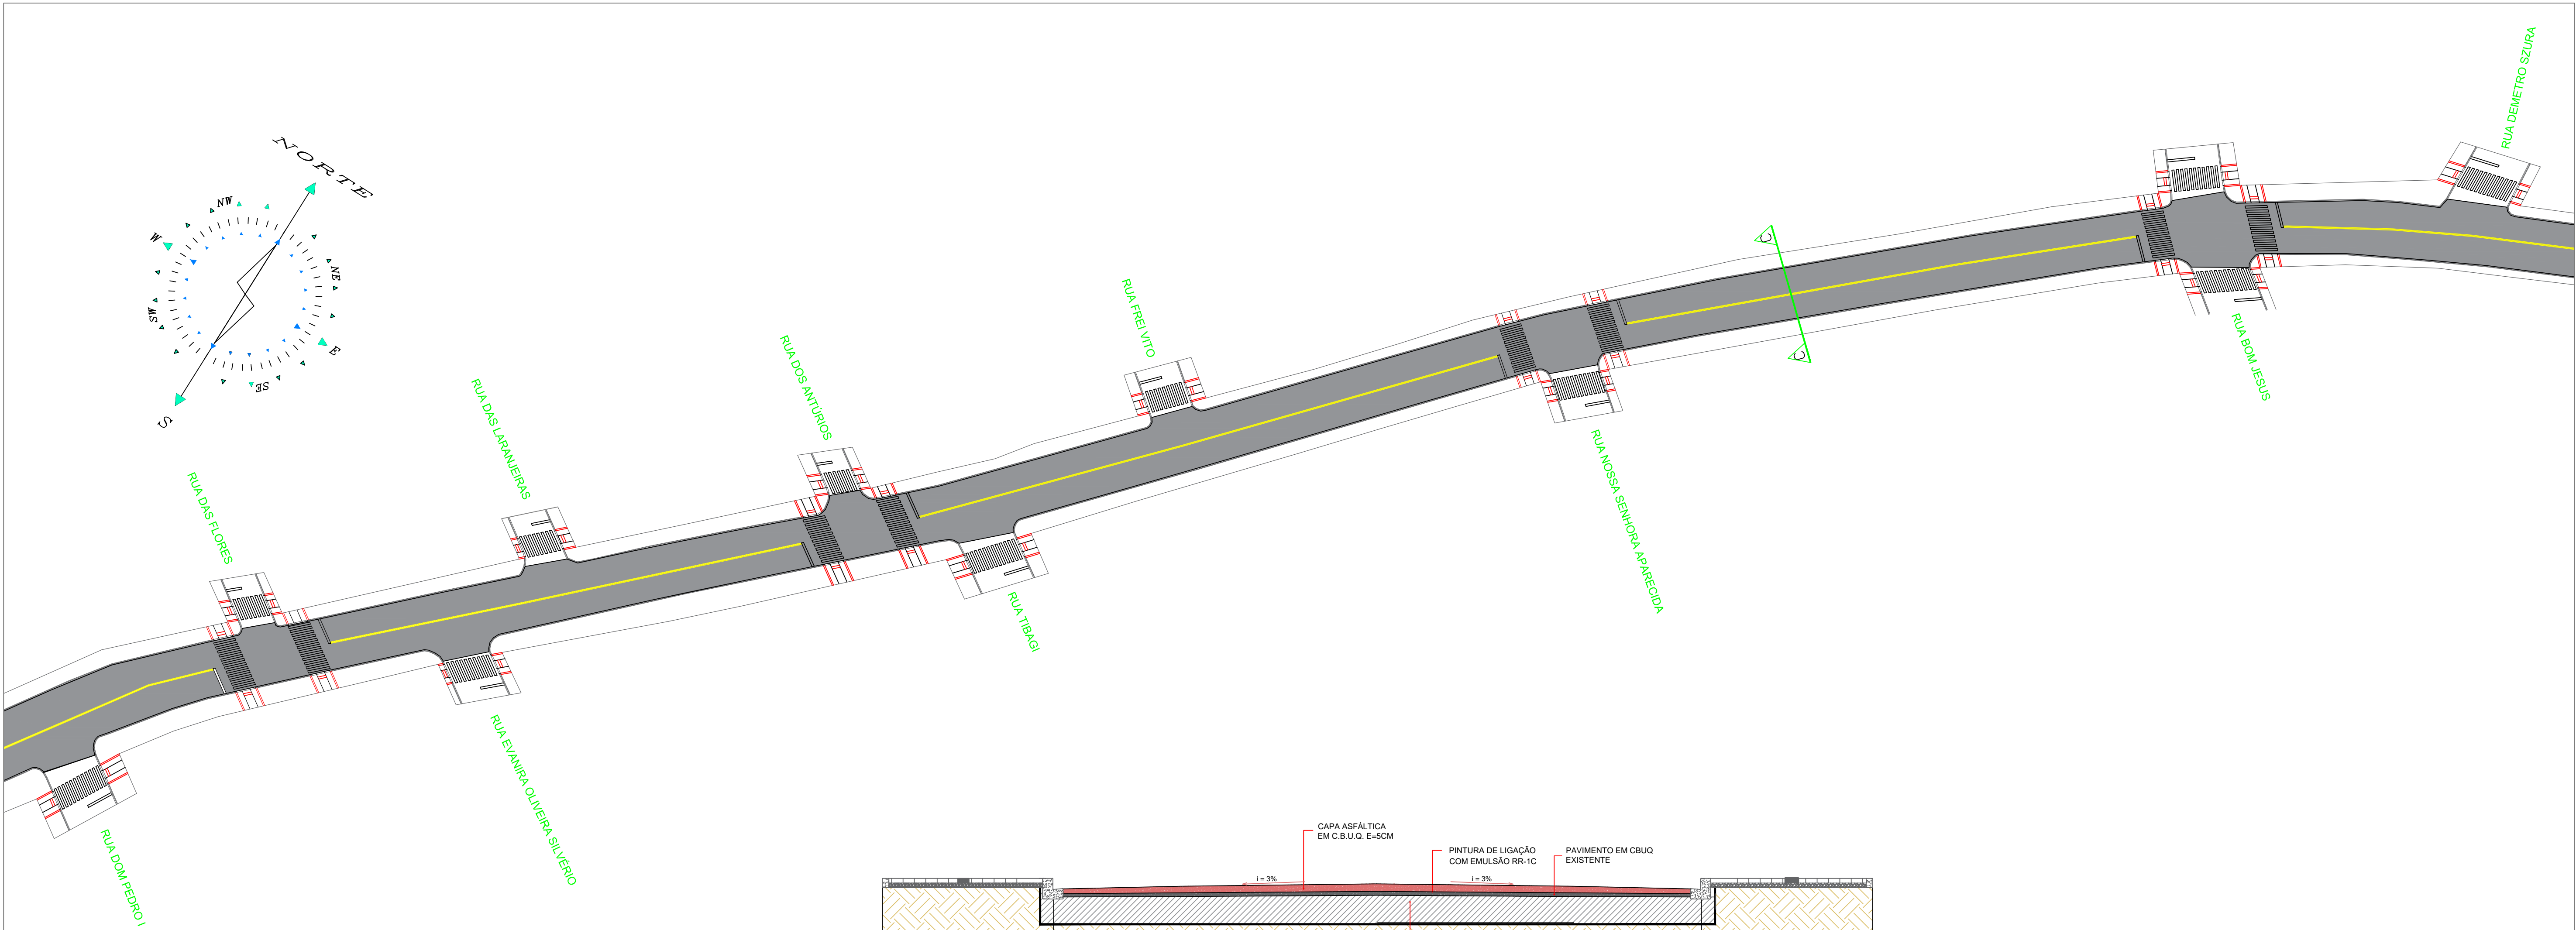 RUA DEMETRO SZURA
NORTE
NW
W
NE
SW
E
SE
S
C
RUA FREI VITO
C
RUA BOM JESUS
RUA DOS ANTÚRIOS
RUA DAS LARANJEIRAS
RUA NOSSA SENHORA APARECIDA
RUA DAS FLORES
RUA TIBAGI
RUA EVANIRA OLIVEIRA SILVÉRIO
RUA DOM PEDRO I
CAPA ASFÁLTICA
EM C.B.U.Q. E=5CM
PINTURA DE LIGAÇÃO
COM EMULSÃO RR-1C
PAVIMENTO EM CBUQ
EXISTENTE
i = 3%
i = 3%